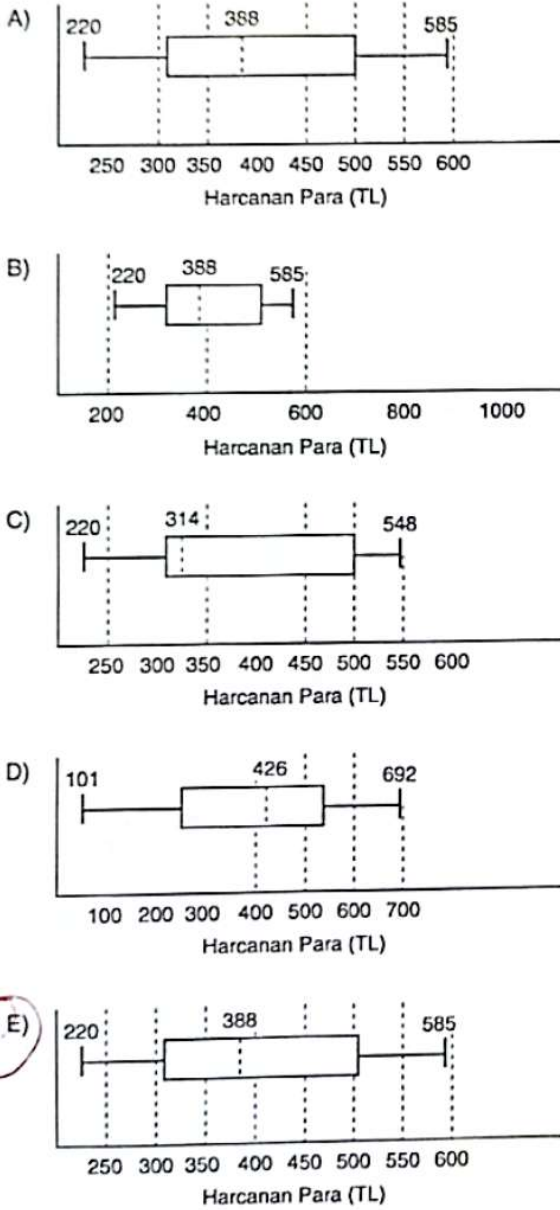 A)
220 388 585
250 300 350 400 450 500 550 600
Harcanan Para (TL)
B)
220 388 585
200 400 600 800 1000
Harcanan Para (TL)
C)
220 314 548
250 300 350 400 450 500 550 600
Harcanan Para (TL)
D)
101 426 692
100 200 300 400 500 600 700
Harcanan Para (TL)
E)
220 388 585
250 300 350 400 450 500 550 600
Harcanan Para (TL)